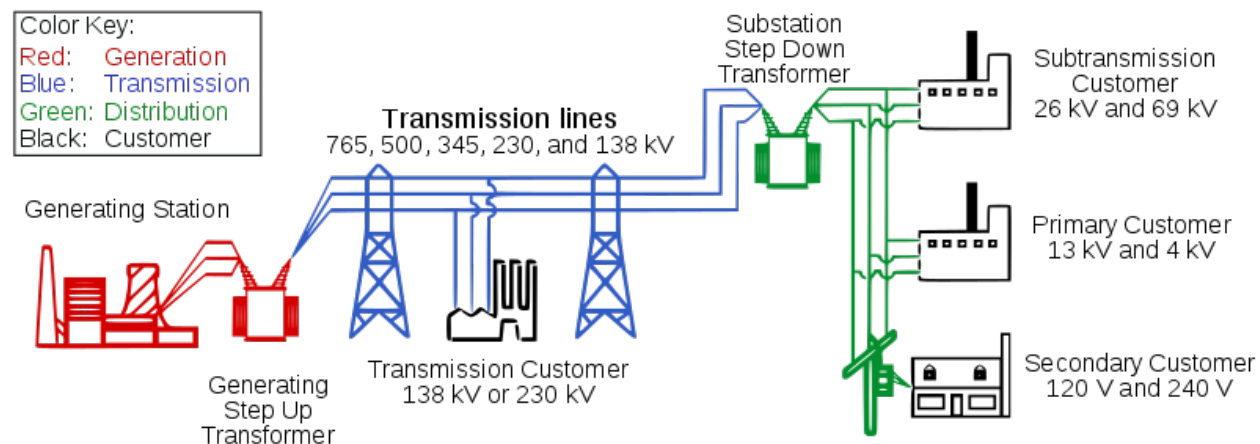 Color Key:
Red: Generation
Blue: Transmission
Green: Distribution
Black: Customer
Generating Station
Generating
Step Up
Transformer
Transmission lines
765, 500, 345, 230, and 138 kV
Transmission Customer
138 kV or 230 kV
Substation
Step Down
Transformer
Subtransmission
Customer
26 kV and 69 kV
Primary Customer
13 kV and 4 kV
Secondary Customer
120 V and 240 V